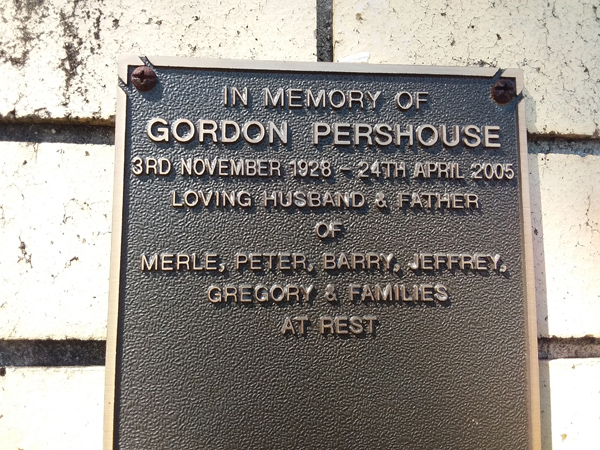 IN MEMORY OF
GORDON PERSHOUSE
3RD NOVEMBER 1928 - 24TH APRIL 2005
LOVING HUSBAND & FATHER
OF
MERLE, PETER, BARRY, JEFFREY,
GREGORY & FAMILIES
AT REST